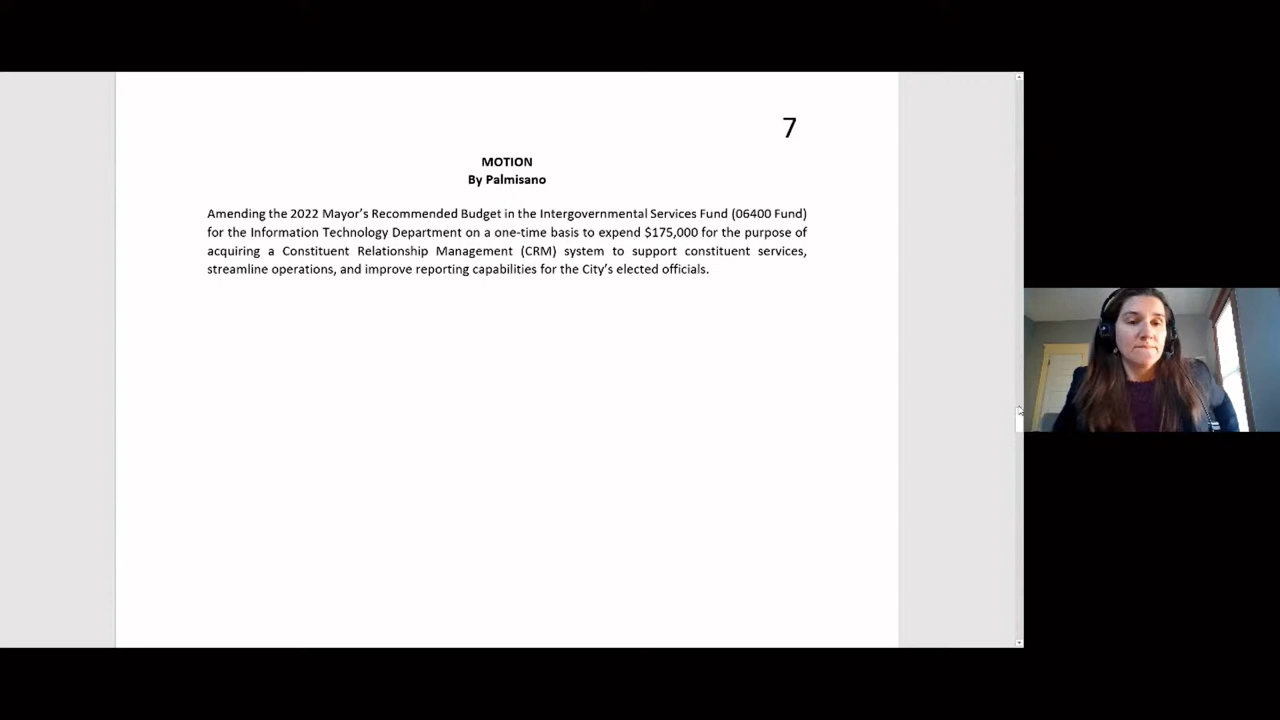 7
MOTION
By Palmisano
Amending the 2022 Mayor’s Recommended Budget in the Intergovernmental Services Fund (06400 Fund)
for the Information Technology Department on a one-time basis to expend $175,000 for the purpose of
acquiring a Constituent Relationship Management (CRM) system to support constituent services,
streamline operations, and improve reporting capabilities for the City’s elected officials.